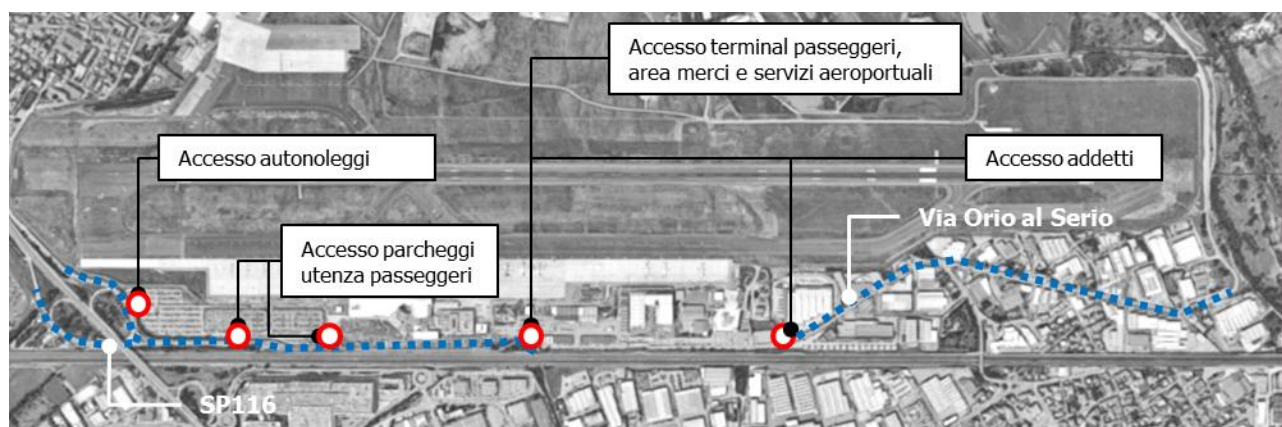 Accesso terminal passeggeri,
area merci e servizi aeroportuali
Accesso autonoleggi
Accesso addetti
Via Orio al Serio
Accesso parcheggi
utenza passeggeri
SP116